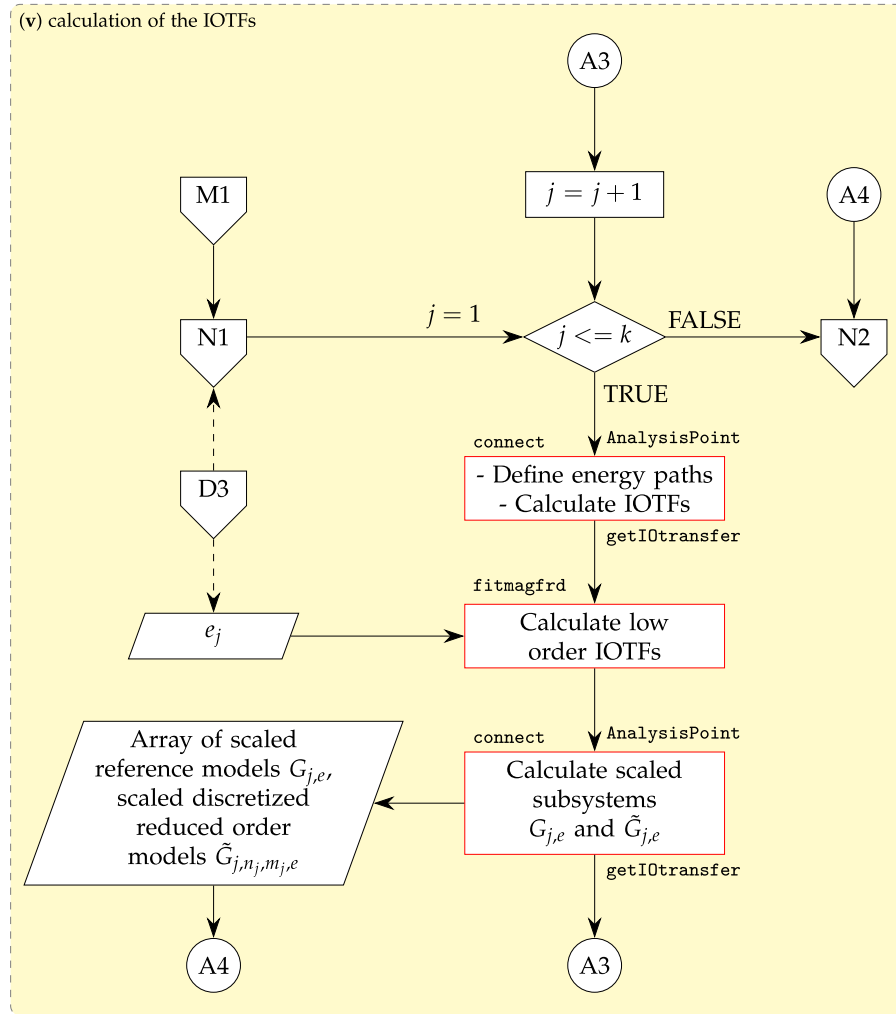 (v) calculation of the IOTFs
A3
M1
j = j + 1
A4
N1
j = 1
j <= k
FALSE
N2
TRUE
connect
AnalysisPoint
D3
- Define energy paths
- Calculate IOTFs
getIOtransfer
fitmagfrd
e_j
Calculate low
order IOTFs
connect
AnalysisPoint
Array of scaled
reference models G_{j,e},
scaled discretized
reduced order
models G̃_{j,n_j,m_j,e}
Calculate scaled
subsystems
G_{j,e} and G̃_{j,e}
getIOtransfer
A4
A3